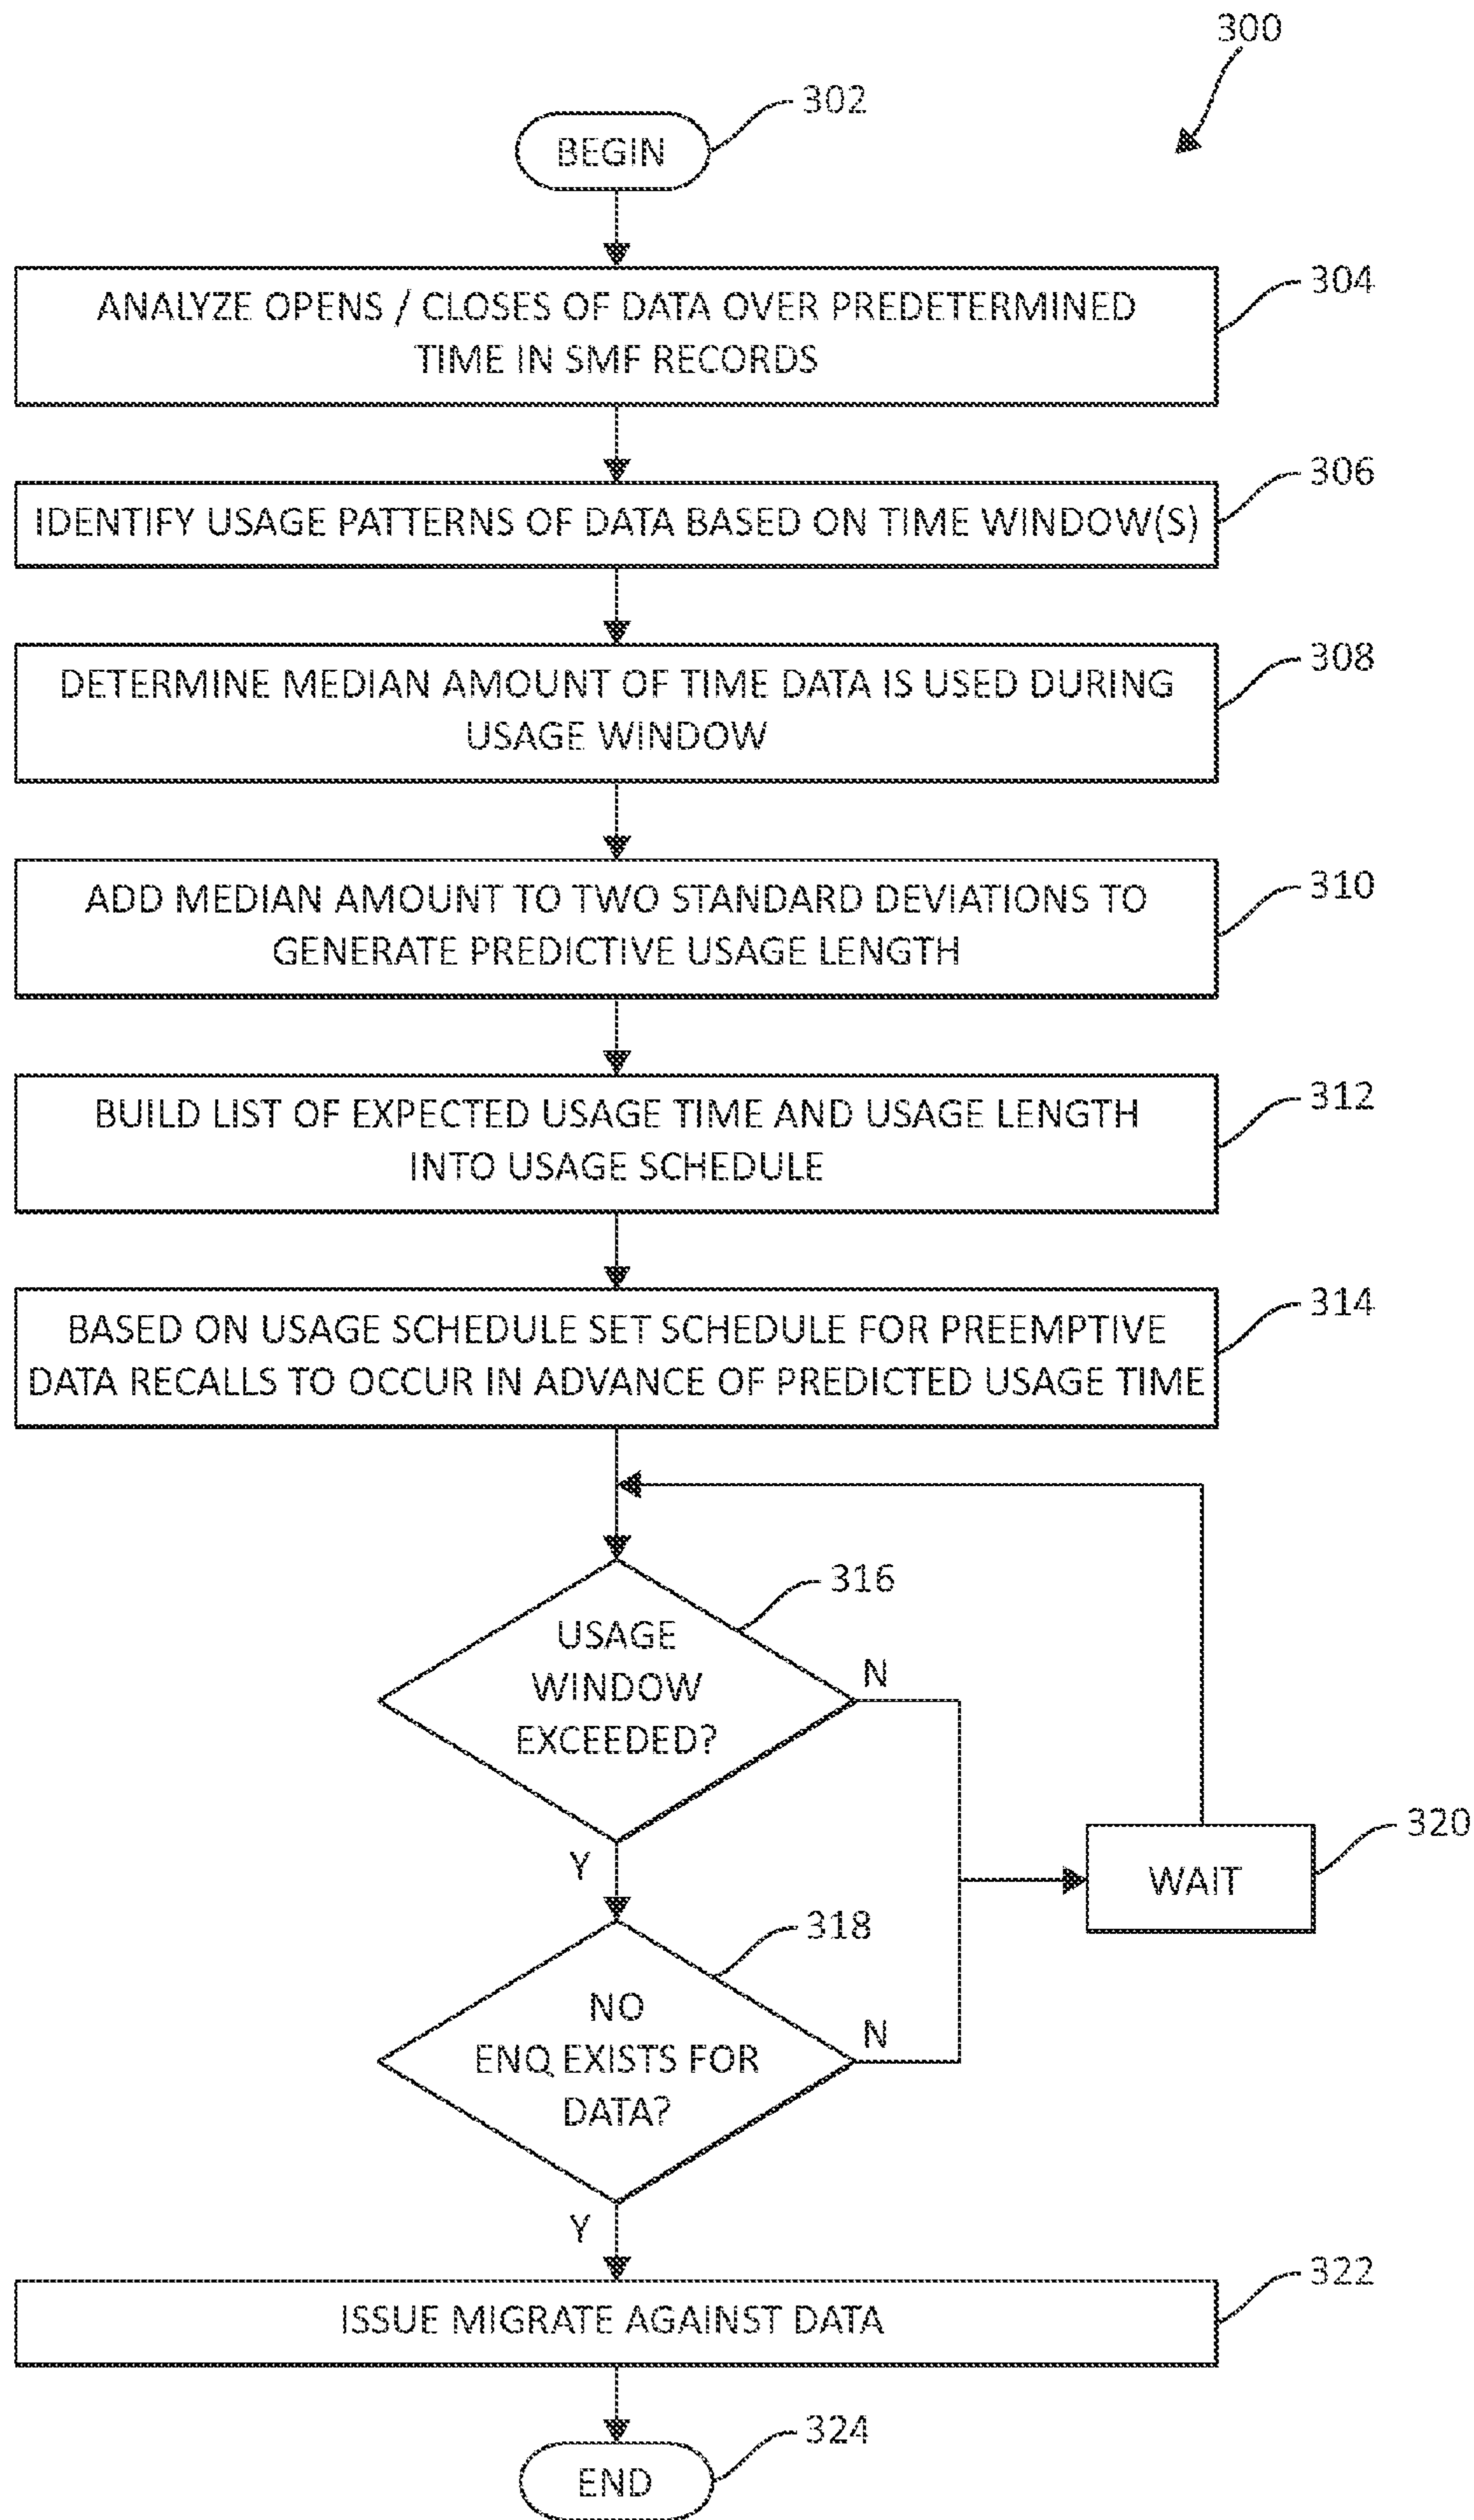 300
302
BEGIN
304
ANALYZE OPENS / CLOSES OF DATA OVER PREDETERMINED
TIME IN SMF RECORDS
306
IDENTIFY USAGE PATTERNS OF DATA BASED ON TIME WINDOW(S)
308
DETERMINE MEDIAN AMOUNT OF TIME DATA IS USED DURING
USAGE WINDOW
310
ADD MEDIAN AMOUNT TO TWO STANDARD DEVIATIONS TO
GENERATE PREDICTIVE USAGE LENGTH
312
BUILD LIST OF EXPECTED USAGE TIME AND USAGE LENGTH
INTO USAGE SCHEDULE
314
BASED ON USAGE SCHEDULE SET SCHEDULE FOR PREEMPTIVE
DATA RECALLS TO OCCUR IN ADVANCE OF PREDICTED USAGE TIME
316
USAGE
WINDOW
EXCEEDED?
N
Y
320
WAIT
318
NO
ENQ EXISTS FOR
DATA?
N
Y
322
ISSUE MIGRATE AGAINST DATA
324
END